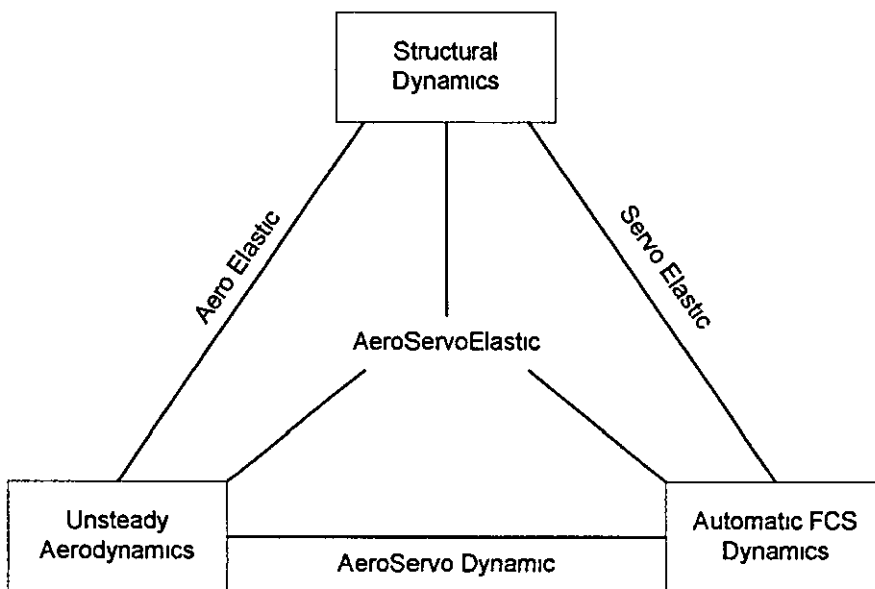 Structural
Dynamics
Aero Elastic
Servo Elastic
AeroServoElastic
Unsteady
Aerodynamics
AeroServo Dynamic
Automatic FCS
Dynamics